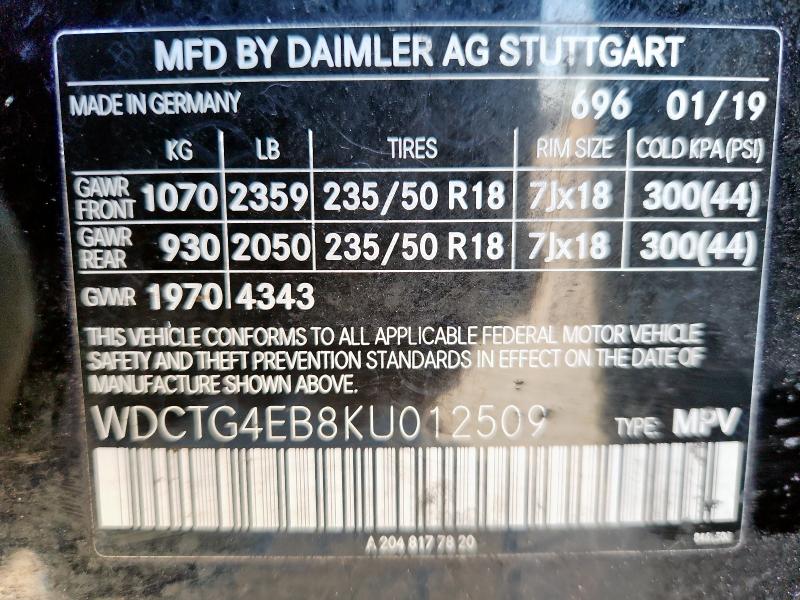 MFD BY DAIMLER AG STUTTGART
MADE IN GERMANY 696 01/19
KG LB TIRES RIM SIZE COLD KPA(PSI)
GAWR FRONT 1070 2359 235/50 R18 7Jx18 300(44)
GAWR REAR 930 2050 235/50 R18 7Jx18 300(44)
GVWR 1970 4343
THIS VEHICLE CONFORMS TO ALL APPLICABLE FEDERAL MOTOR VEHICLE
SAFETY AND THEFT PREVENTION STANDARDS IN EFFECT ON THE DATE OF
MANUFACTURE SHOWN ABOVE.
WDCTG4EB8KU012509 TYPE: MPV
A 204 817 78 20